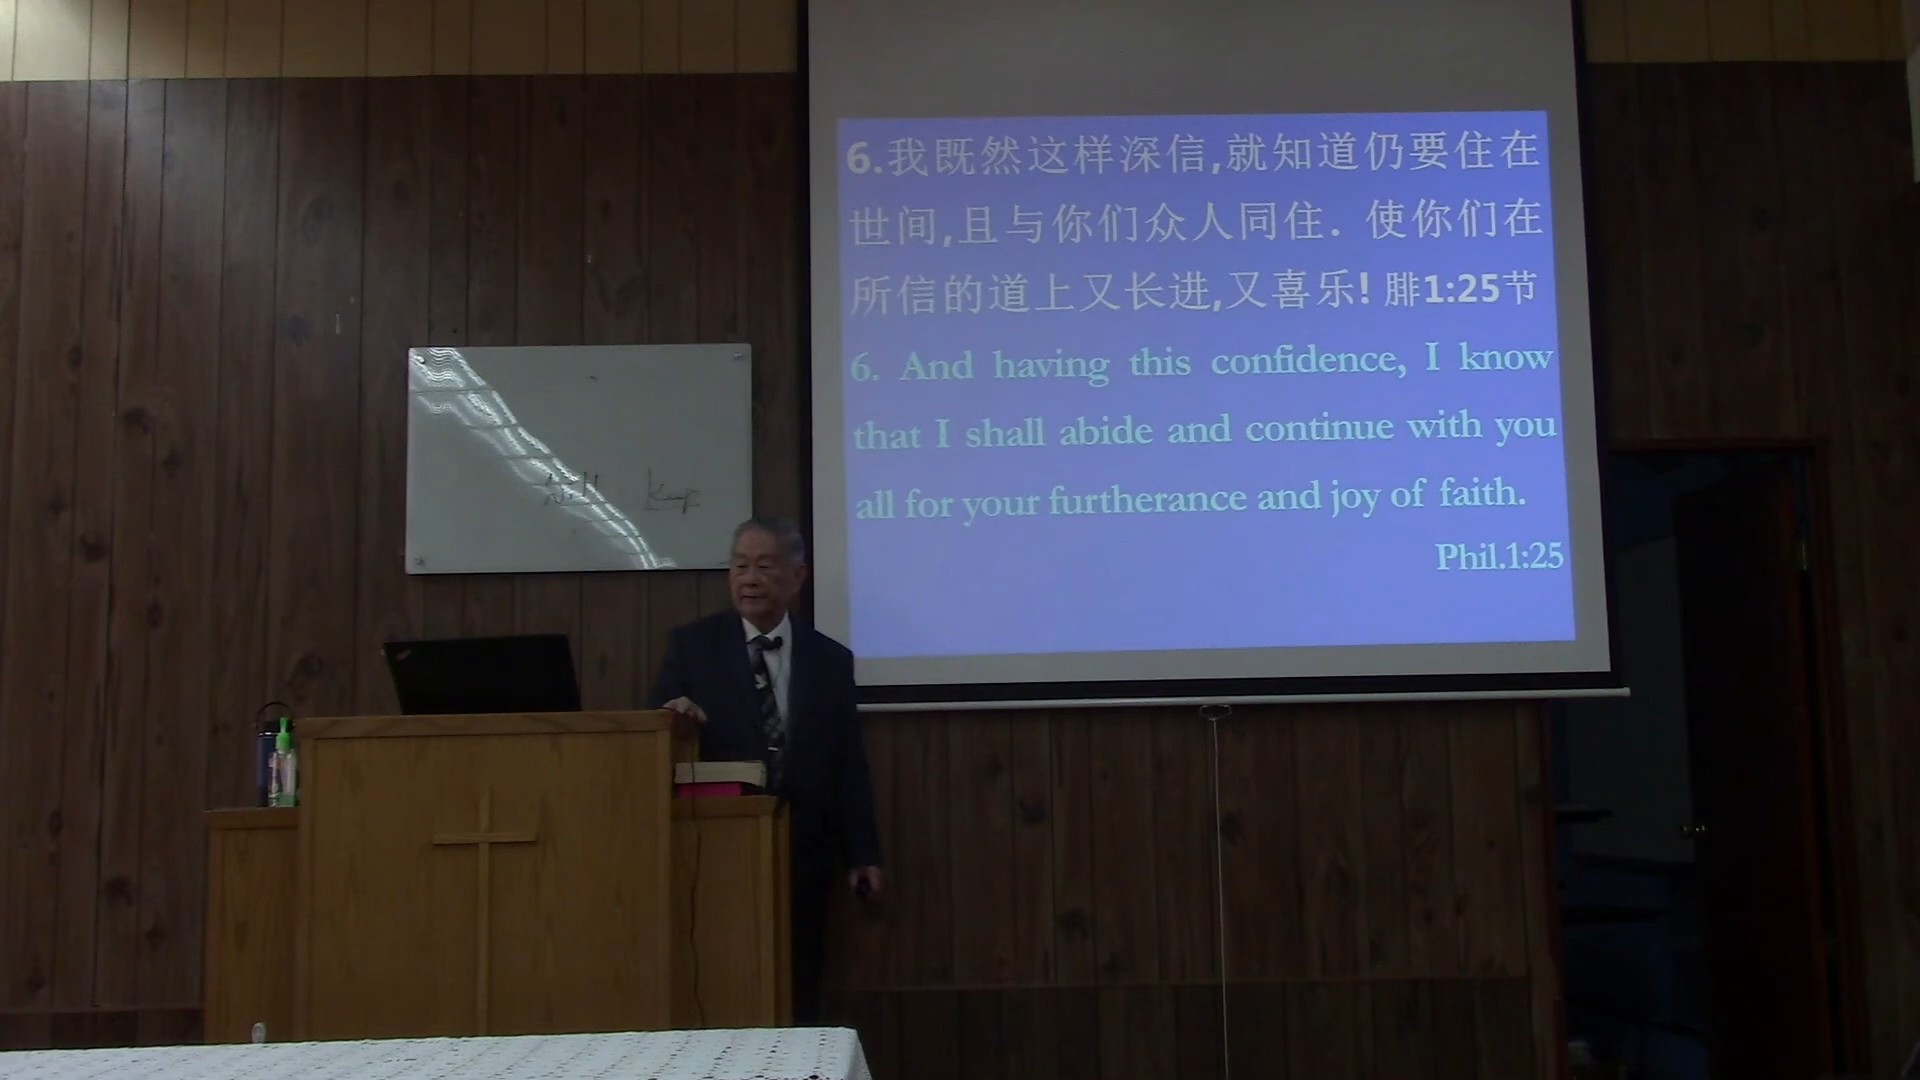 6.我既然这样深信,就知道仍要住在
世间,且与你们众人同住. 使你们在
所信的道上又长进,又喜乐! 腓1:25节
6. And having this confidence, I know
that I shall abide and continue with you
all for your furtherance and joy of faith.
Phil.1:25